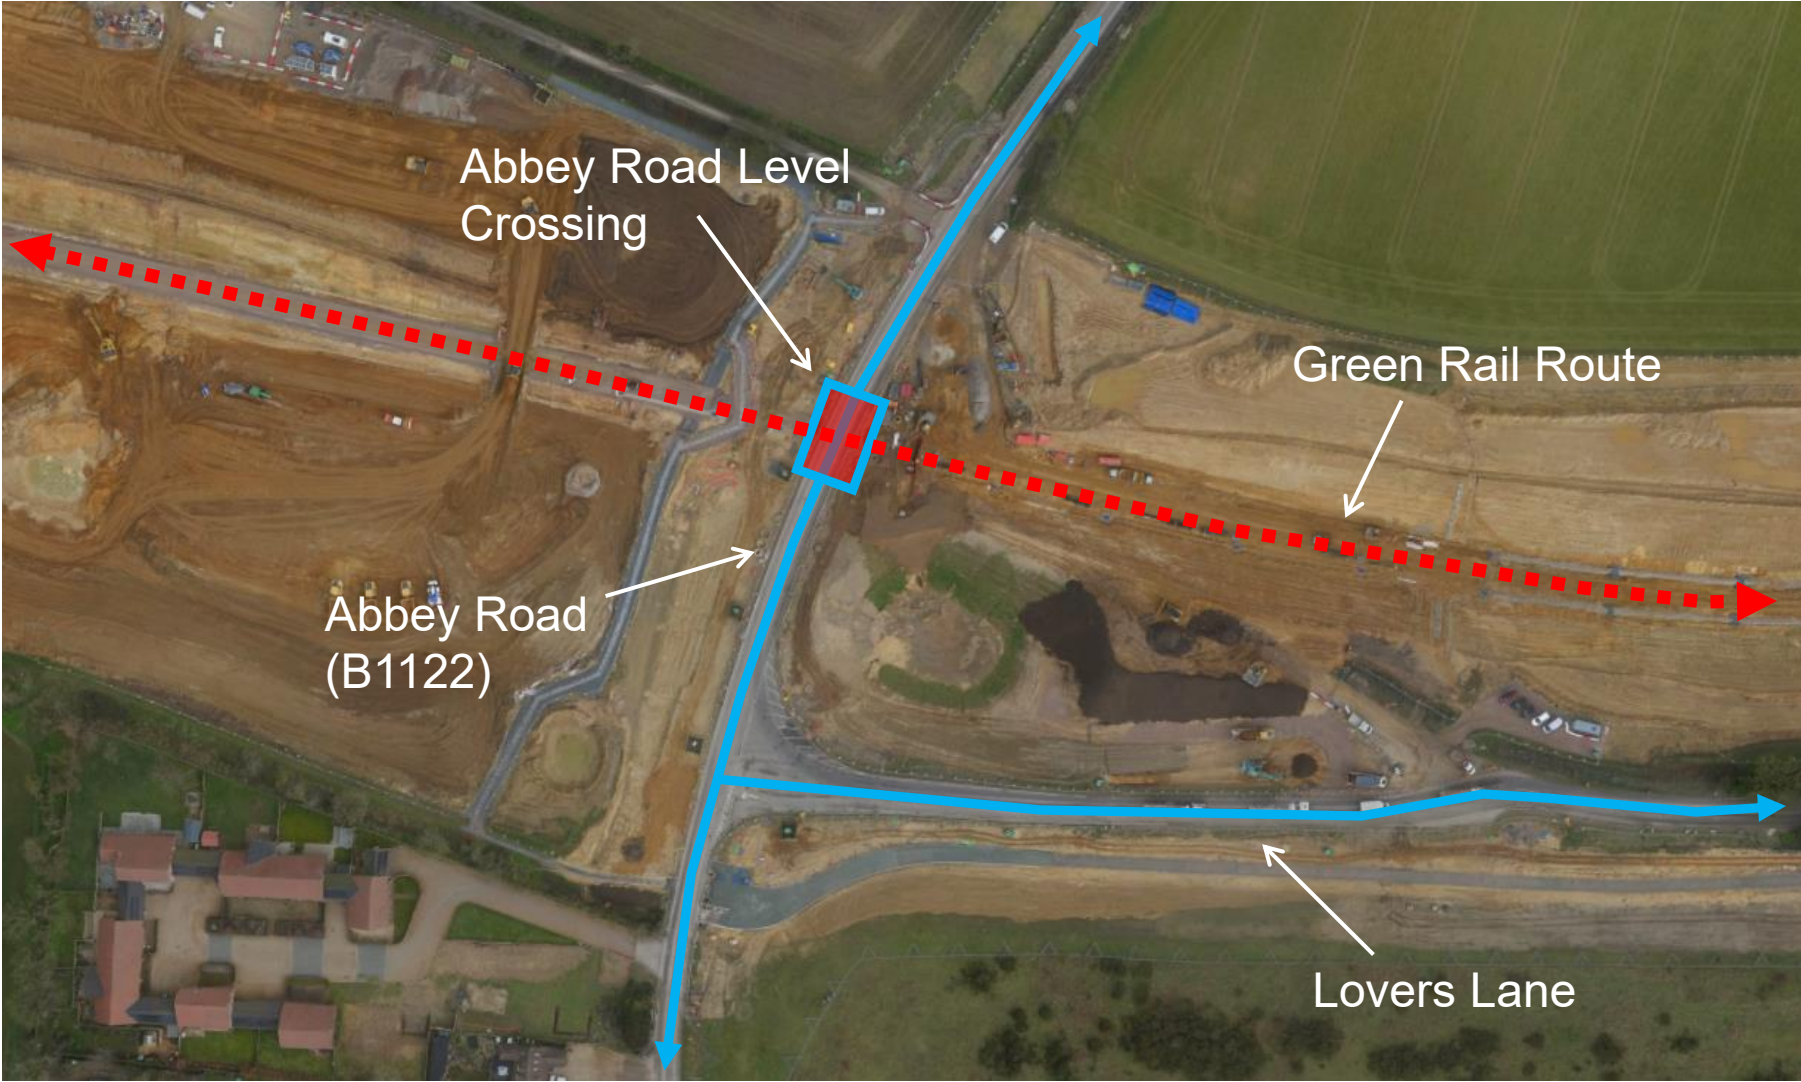 Abbey Road Level
Crossing
Green Rail Route
Abbey Road
(B1122)
Lovers Lane